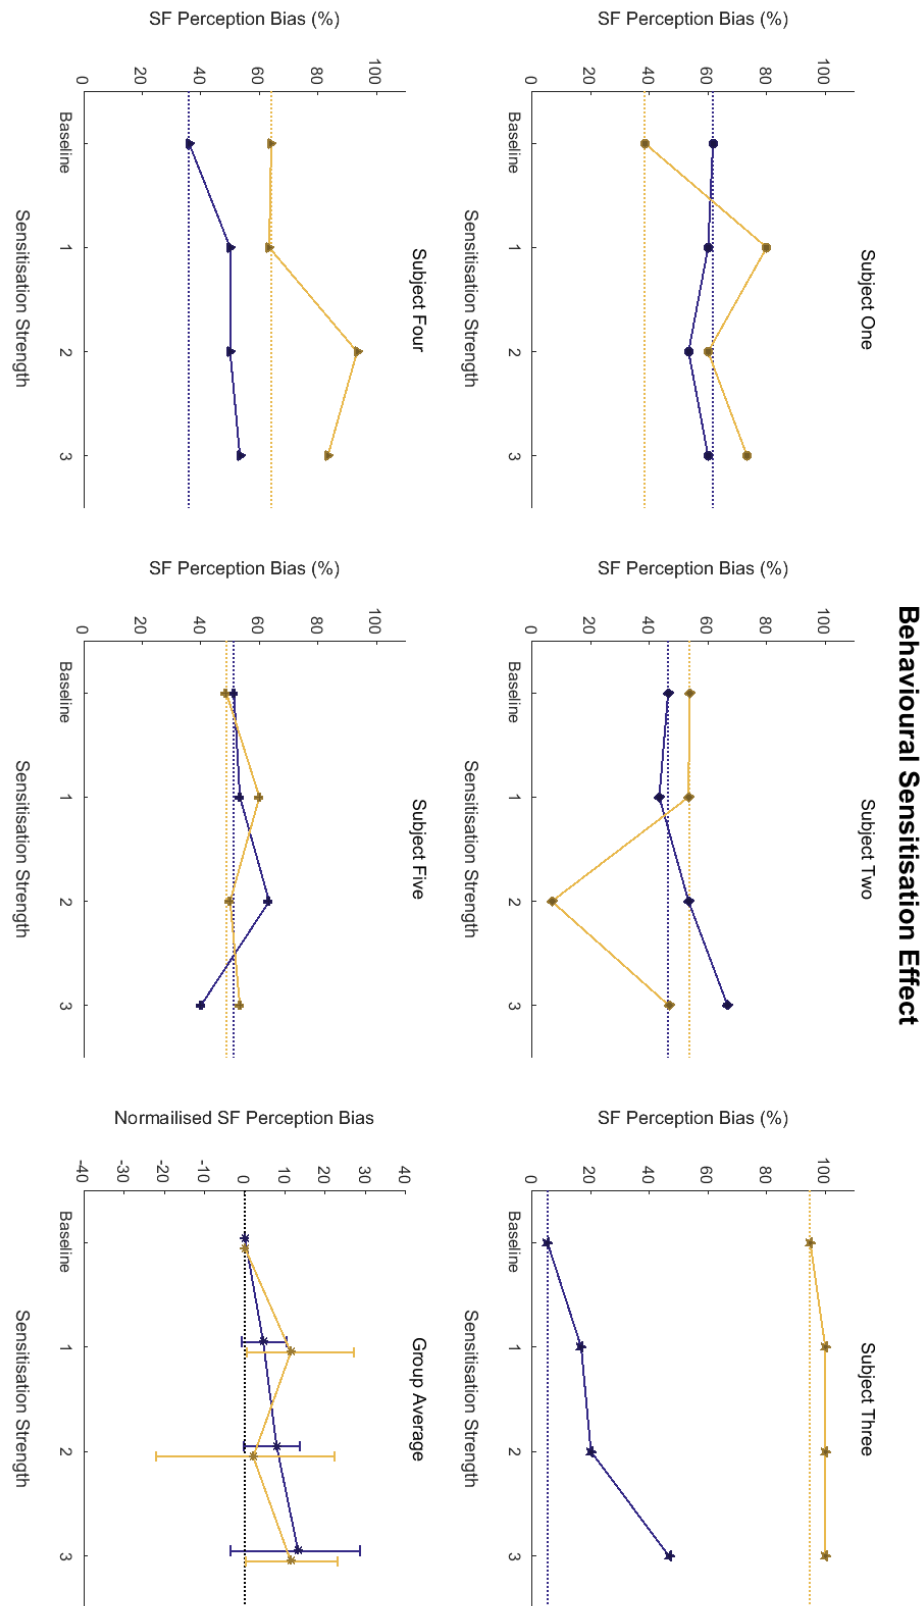 Behavioural Sensitisation Effect
Subject One
SF Perception Bias (%)
100
80
60
40
20
0
Baseline 1 2 3
Sensitisation Strength
Subject Two
SF Perception Bias (%)
100
80
60
40
20
0
Baseline 1 2 3
Sensitisation Strength
Subject Three
SF Perception Bias (%)
100
80
60
40
20
0
Baseline 1 2 3
Sensitisation Strength
Subject Four
SF Perception Bias (%)
100
80
60
40
20
0
Baseline 1 2 3
Sensitisation Strength
Subject Five
SF Perception Bias (%)
100
80
60
40
20
0
Baseline 1 2 3
Sensitisation Strength
Group Average
Normailised SF Perception Bias
40
30
20
10
0
-10
-20
-30
-40
Baseline 1 2 3
Sensitisation Strength